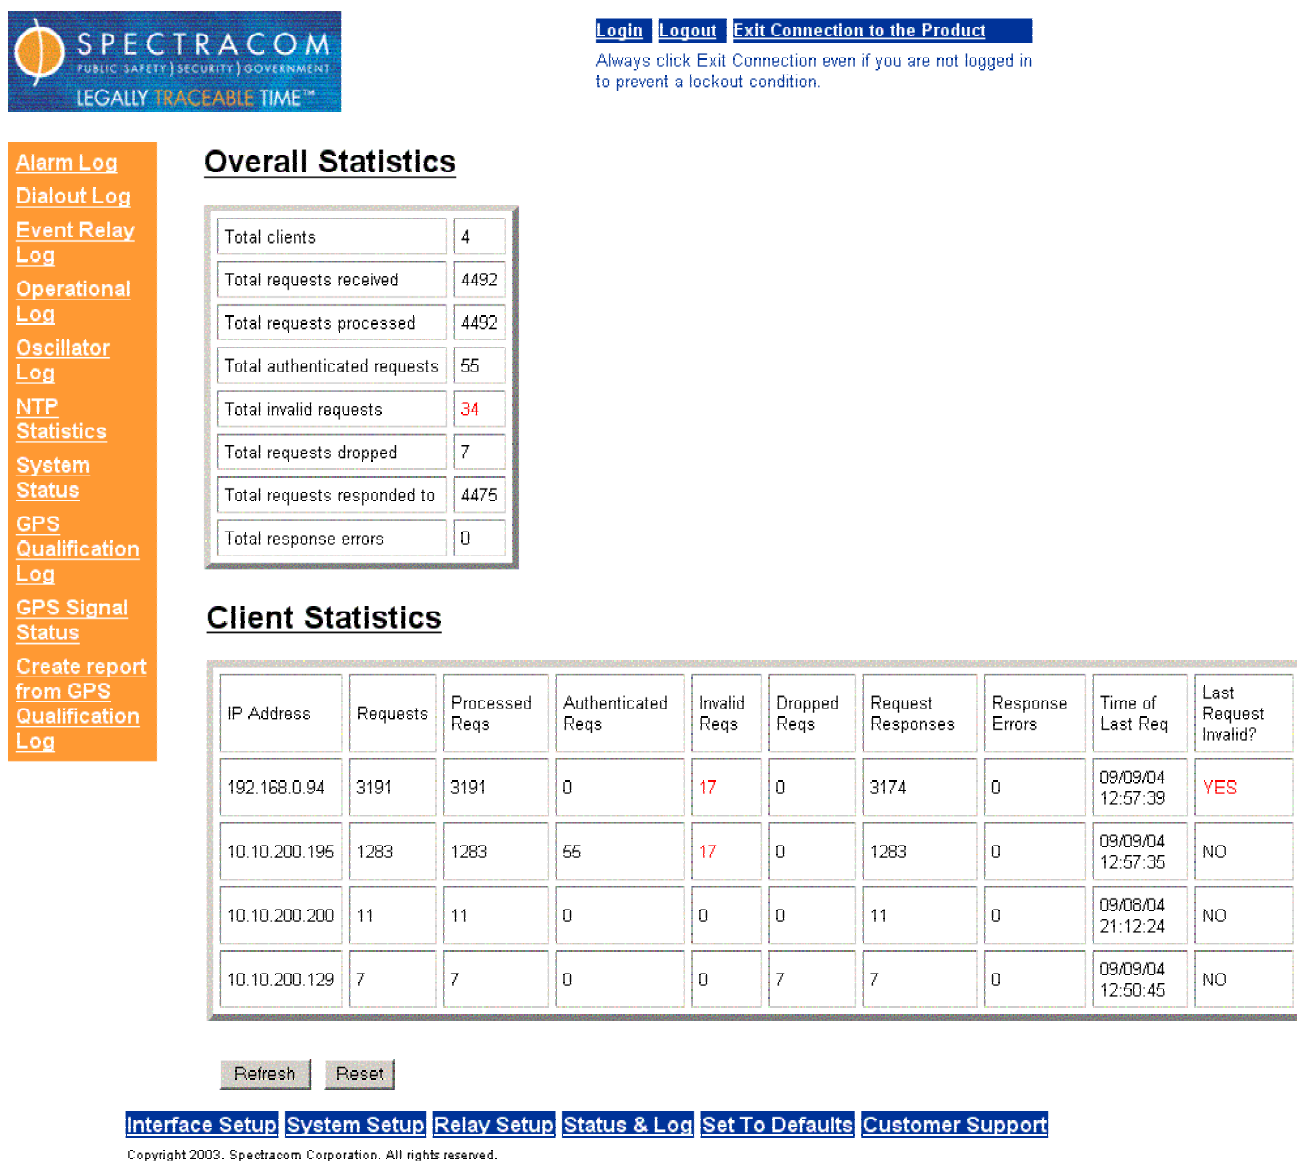 SPECTRACOM
PUBLIC SAFETY } SECURITY } GOVERNMENT
LEGALLY TRACEABLE TIME™
Login Logout Exit Connection to the Product
Always click Exit Connection even if you are not logged in
to prevent a lockout condition.
Alarm Log
Dialout Log
Event Relay
Log
Operational
Log
Oscillator
Log
NTP
Statistics
System
Status
GPS
Qualification
Log
GPS Signal
Status
Create report
from GPS
Qualification
Log
Overall Statistics
Total clients 4
Total requests received 4492
Total requests processed 4492
Total authenticated requests 55
Total invalid requests 34
Total requests dropped 7
Total requests responded to 4475
Total response errors 0
Client Statistics
IP Address Requests Processed Reqs Authenticated Reqs Invalid Reqs Dropped Reqs Request Responses Response Errors Time of Last Req Last Request Invalid?
192.168.0.94 3191 3191 0 17 0 3174 0 09/09/04 12:57:39 YES
10.10.200.195 1283 1283 55 17 0 1283 0 09/09/04 12:57:35 NO
10.10.200.200 11 11 0 0 0 11 0 09/08/04 21:12:24 NO
10.10.200.129 7 7 0 0 7 7 0 09/09/04 12:50:45 NO
Refresh Reset
Interface Setup System Setup Relay Setup Status & Log Set To Defaults Customer Support
Copyright 2003. Spectracom Corporation. All rights reserved.